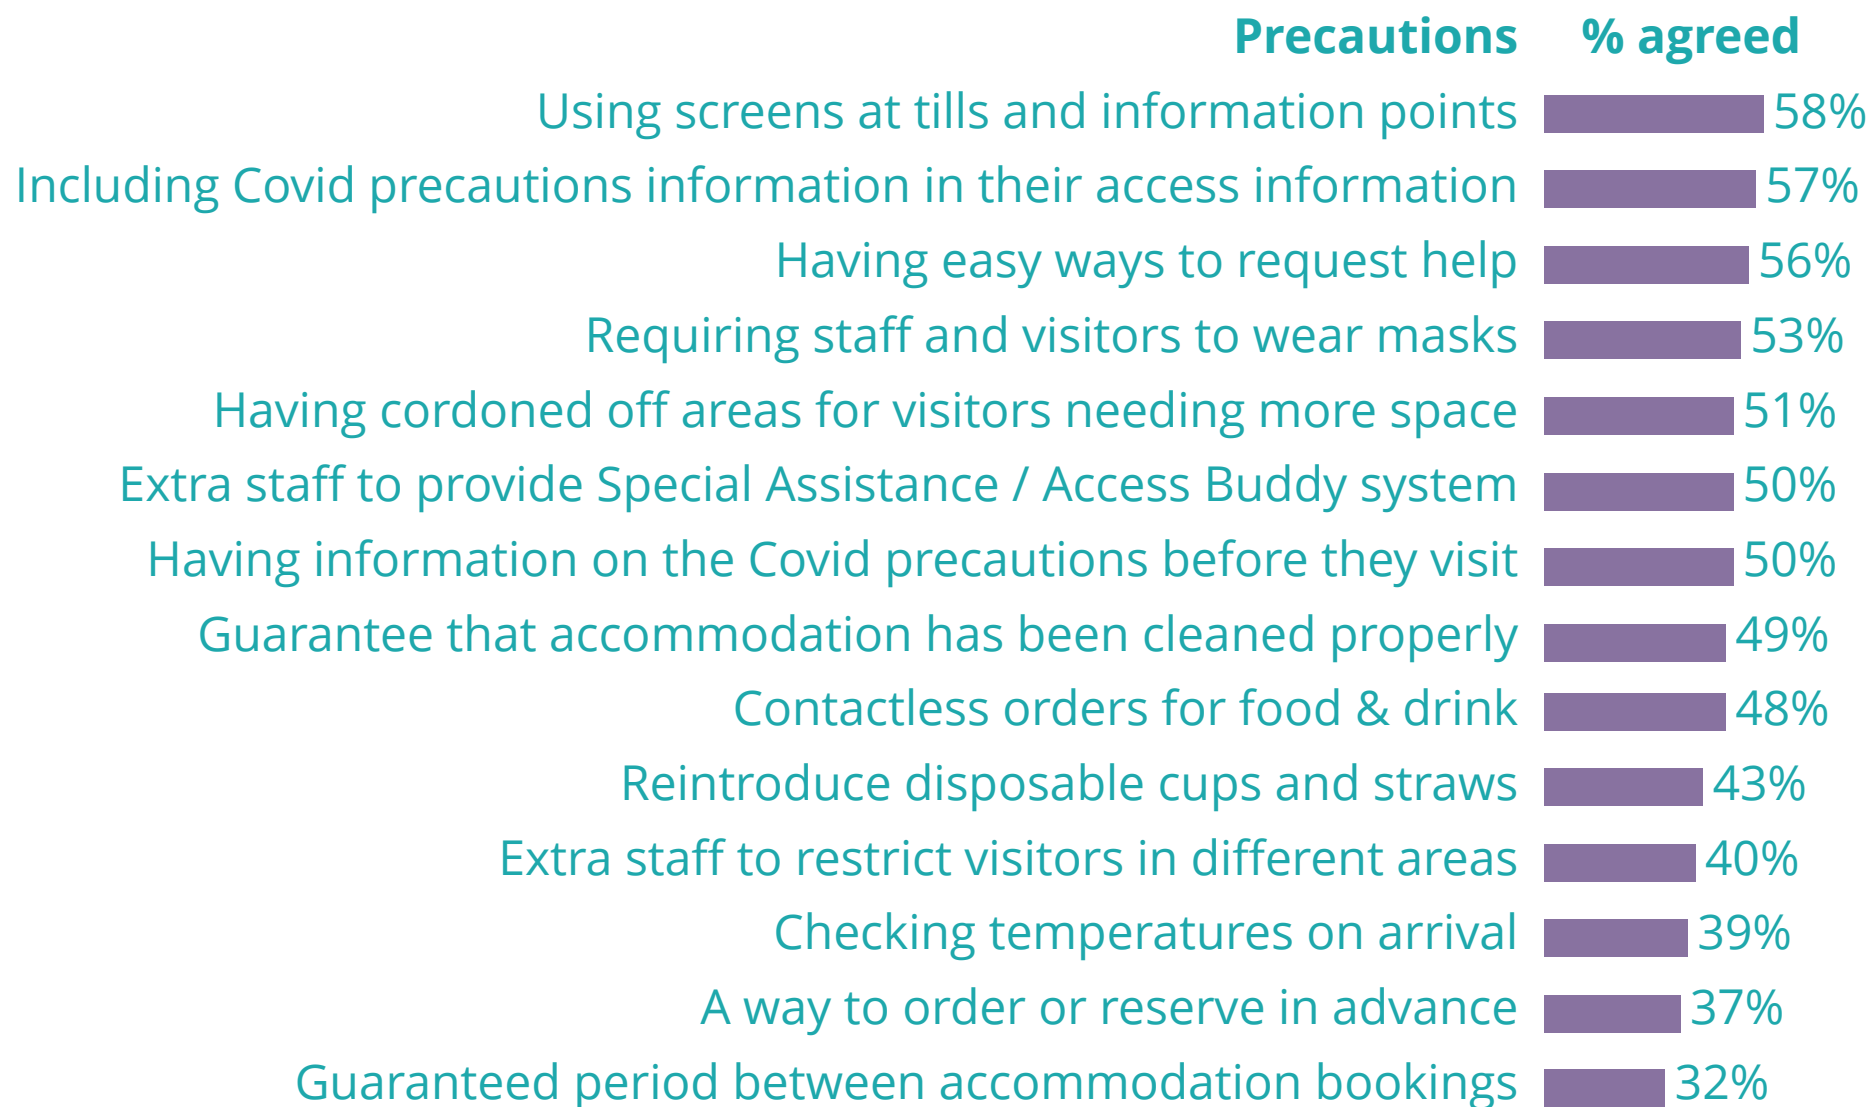 Precautions % agreed
Using screens at tills and information points 58%
Including Covid precautions information in their access information 57%
Having easy ways to request help 56%
Requiring staff and visitors to wear masks 53%
Having cordoned off areas for visitors needing more space 51%
Extra staff to provide Special Assistance / Access Buddy system 50%
Having information on the Covid precautions before they visit 50%
Guarantee that accommodation has been cleaned properly 49%
Contactless orders for food & drink 48%
Reintroduce disposable cups and straws 43%
Extra staff to restrict visitors in different areas 40%
Checking temperatures on arrival 39%
A way to order or reserve in advance 37%
Guaranteed period between accommodation bookings 32%